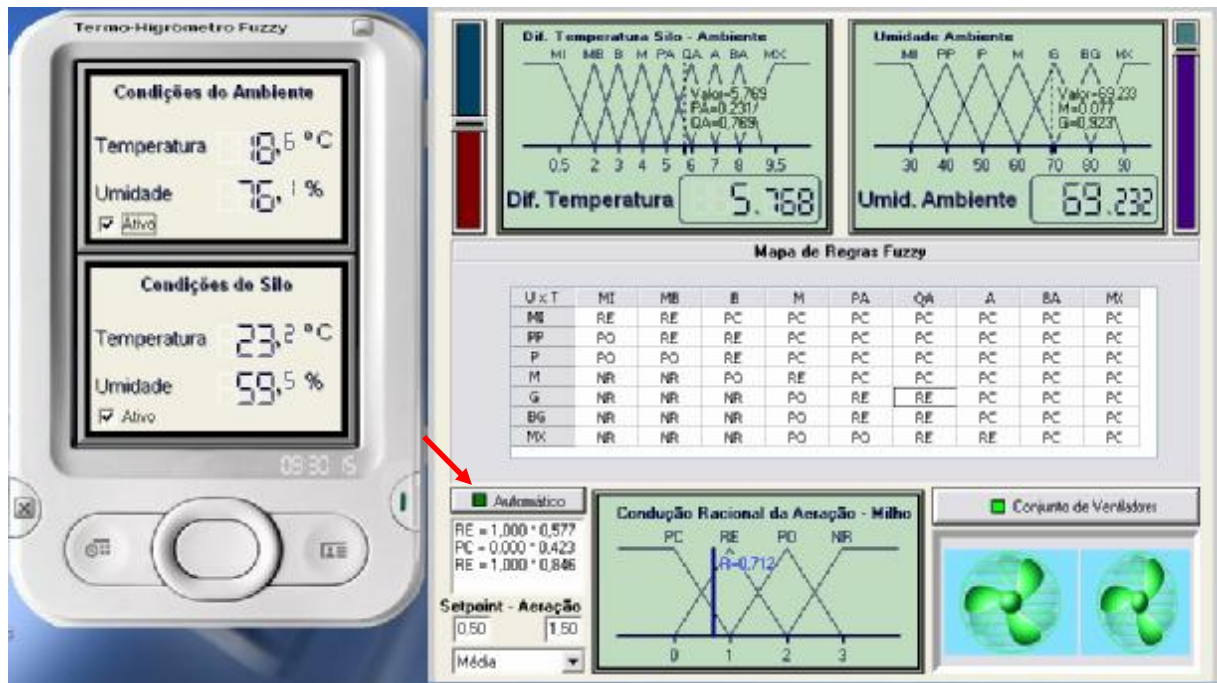 Termo-Higrômetro Fuzzy
Condições do Ambiente
Temperatura 18,6 °C
Umidade 76,1 %
Ativo
Condições do Silo
Temperatura 23,2 °C
Umidade 59,5 %
Ativo
09:30 15
Dif. Temperatura Silo - Ambiente
MI MB B M PA QA A BA MX
Valor=5,769
PA=0,231
QA=0,769
0.5 2 3 4 5 6 7 8 9.5
Dif. Temperatura 5.768
Umidade Ambiente
MI PP P M G BG MX
Valor=69,233
M=0,077
G=0,923
30 40 50 60 70 80 90
Umid. Ambiente 69.232
Mapa de Regras Fuzzy
U x T MI MB B M PA QA A BA MX
MI RE RE PC PC PC PC PC PC PC
PP PO RE RE PC PC PC PC PC PC
P PO PO RE PC PC PC PC PC PC
M NR NR PO RE PC PC PC PC PC
G NR NR NR PO RE RE PC PC PC
BG NR NR NR PO RE RE PC PC PC
MX NR NR NR PO PO RE RE PC PC
Automático
RE = 1,000 * 0,577
PC = 0,000 * 0,423
RE = 1,000 * 0,846
Setpoint - Aeração
0,50 1,50
Média
Condução Racional da Aeração - Milho
PC RE PO NR
R=0,712
0 1 2 3
Conjunto de Ventiladores